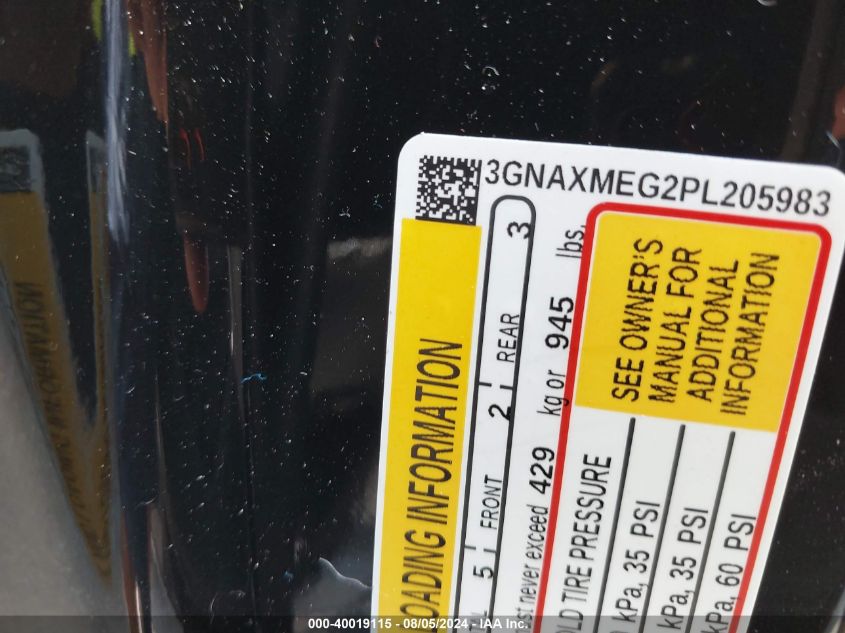 3GNAXMEG2PL205983
LOADING INFORMATION
5 FRONT 2 REAR 3
never exceed 429 kg or 945 lbs.
TIRE PRESSURE
SEE OWNER'S
MANUAL FOR
ADDITIONAL
INFORMATION
kPa, 35 PSI
kPa, 35 PSI
kPa, 60 PSI
000-40019115 - 08/05/2024 - IAA Inc.